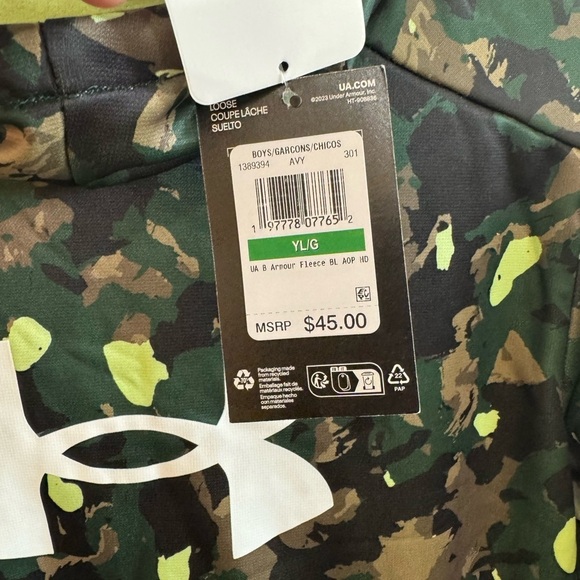 UA.COM
©2023 Under Armour, Inc.
HT-906836
LOOSE
COUPE LÂCHE
SUELTO
BOYS/GARCONS/CHICOS
1389394 AVY 301
1 97778 07765 2
YL/G
UA B Armour Fleece BL AOP HD
MSRP $45.00
Packaging made
from recycled
materials.
Emballage fait de
matériaux recyclés.
Empaque hecho
con materiales
separados.
22
PAP